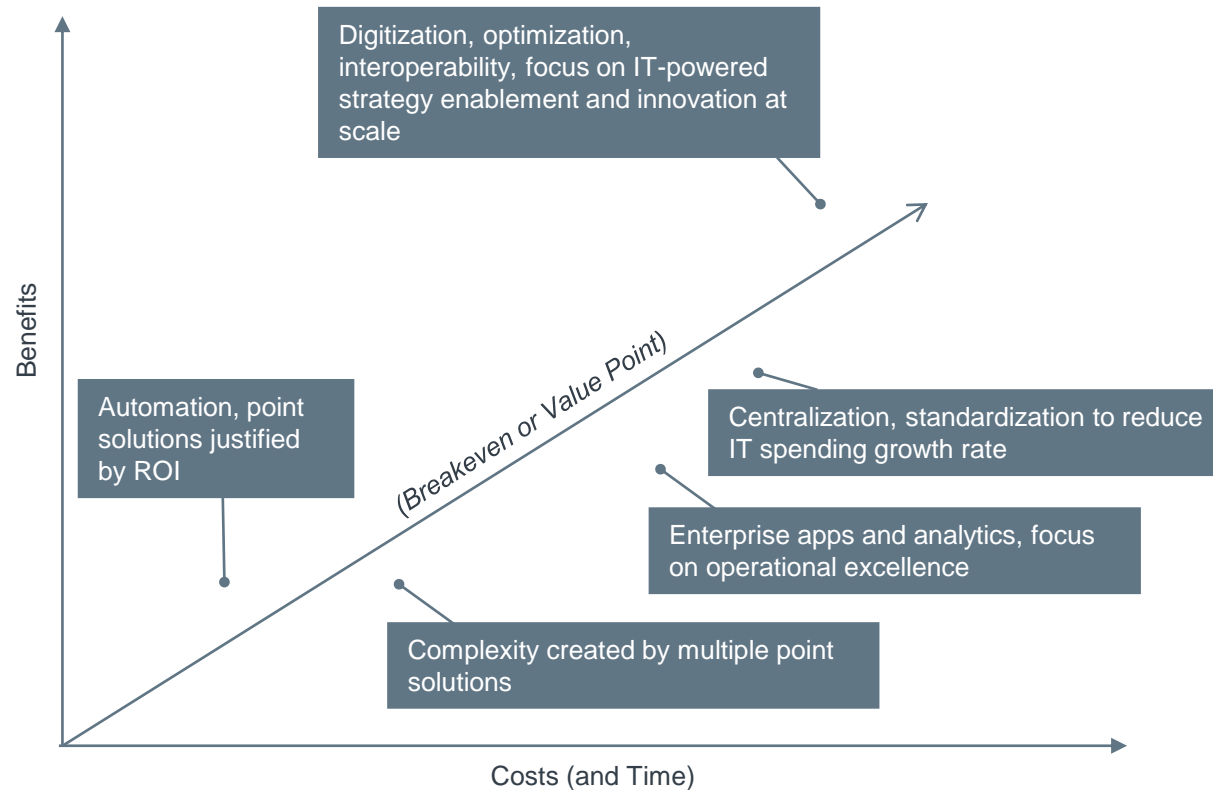 Digitization, optimization,
interoperability, focus on IT-powered
strategy enablement and innovation at
scale
Benefits
Automation, point
solutions justified
by ROI
(Breakeven or Value Point)
Centralization, standardization to reduce
IT spending growth rate
Enterprise apps and analytics, focus
on operational excellence
Complexity created by multiple point
solutions
Costs (and Time)